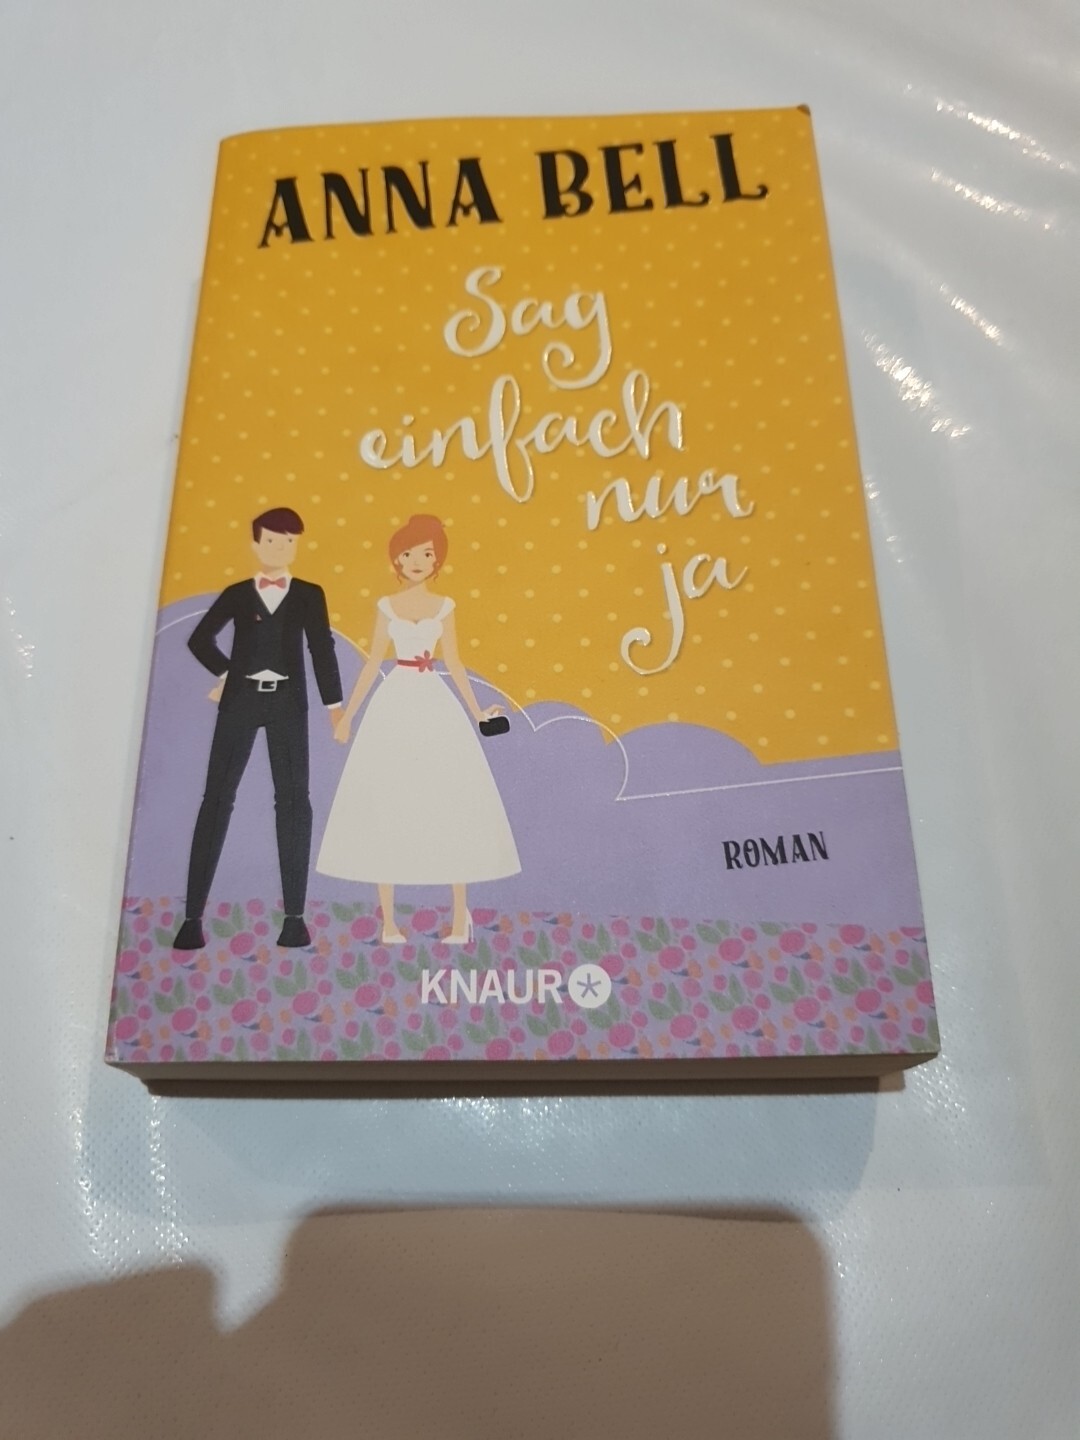 ANNA BELL
Sag
einfach
nur
ja
ROMAN
KNAUR